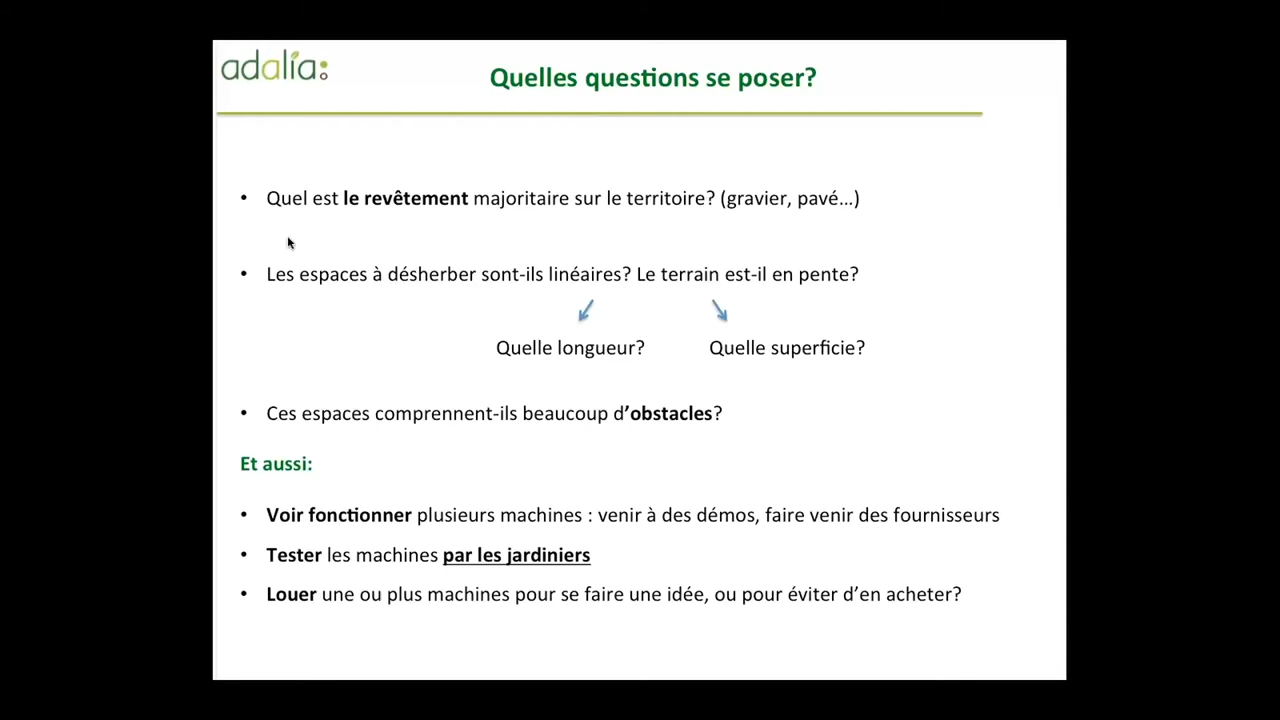 adalia
Quelles questions se poser?
• Quel est le revêtement majoritaire sur le territoire? (gravier, pavé...)
• Les espaces à désherber sont-ils linéaires? Le terrain est-il en pente?
Quelle longueur? Quelle superficie?
• Ces espaces comprennent-ils beaucoup d’obstacles?
Et aussi:
• Voir fonctionner plusieurs machines : venir à des démos, faire venir des fournisseurs
• Tester les machines par les jardiniers
• Louer une ou plus machines pour se faire une idée, ou pour éviter d’en acheter?